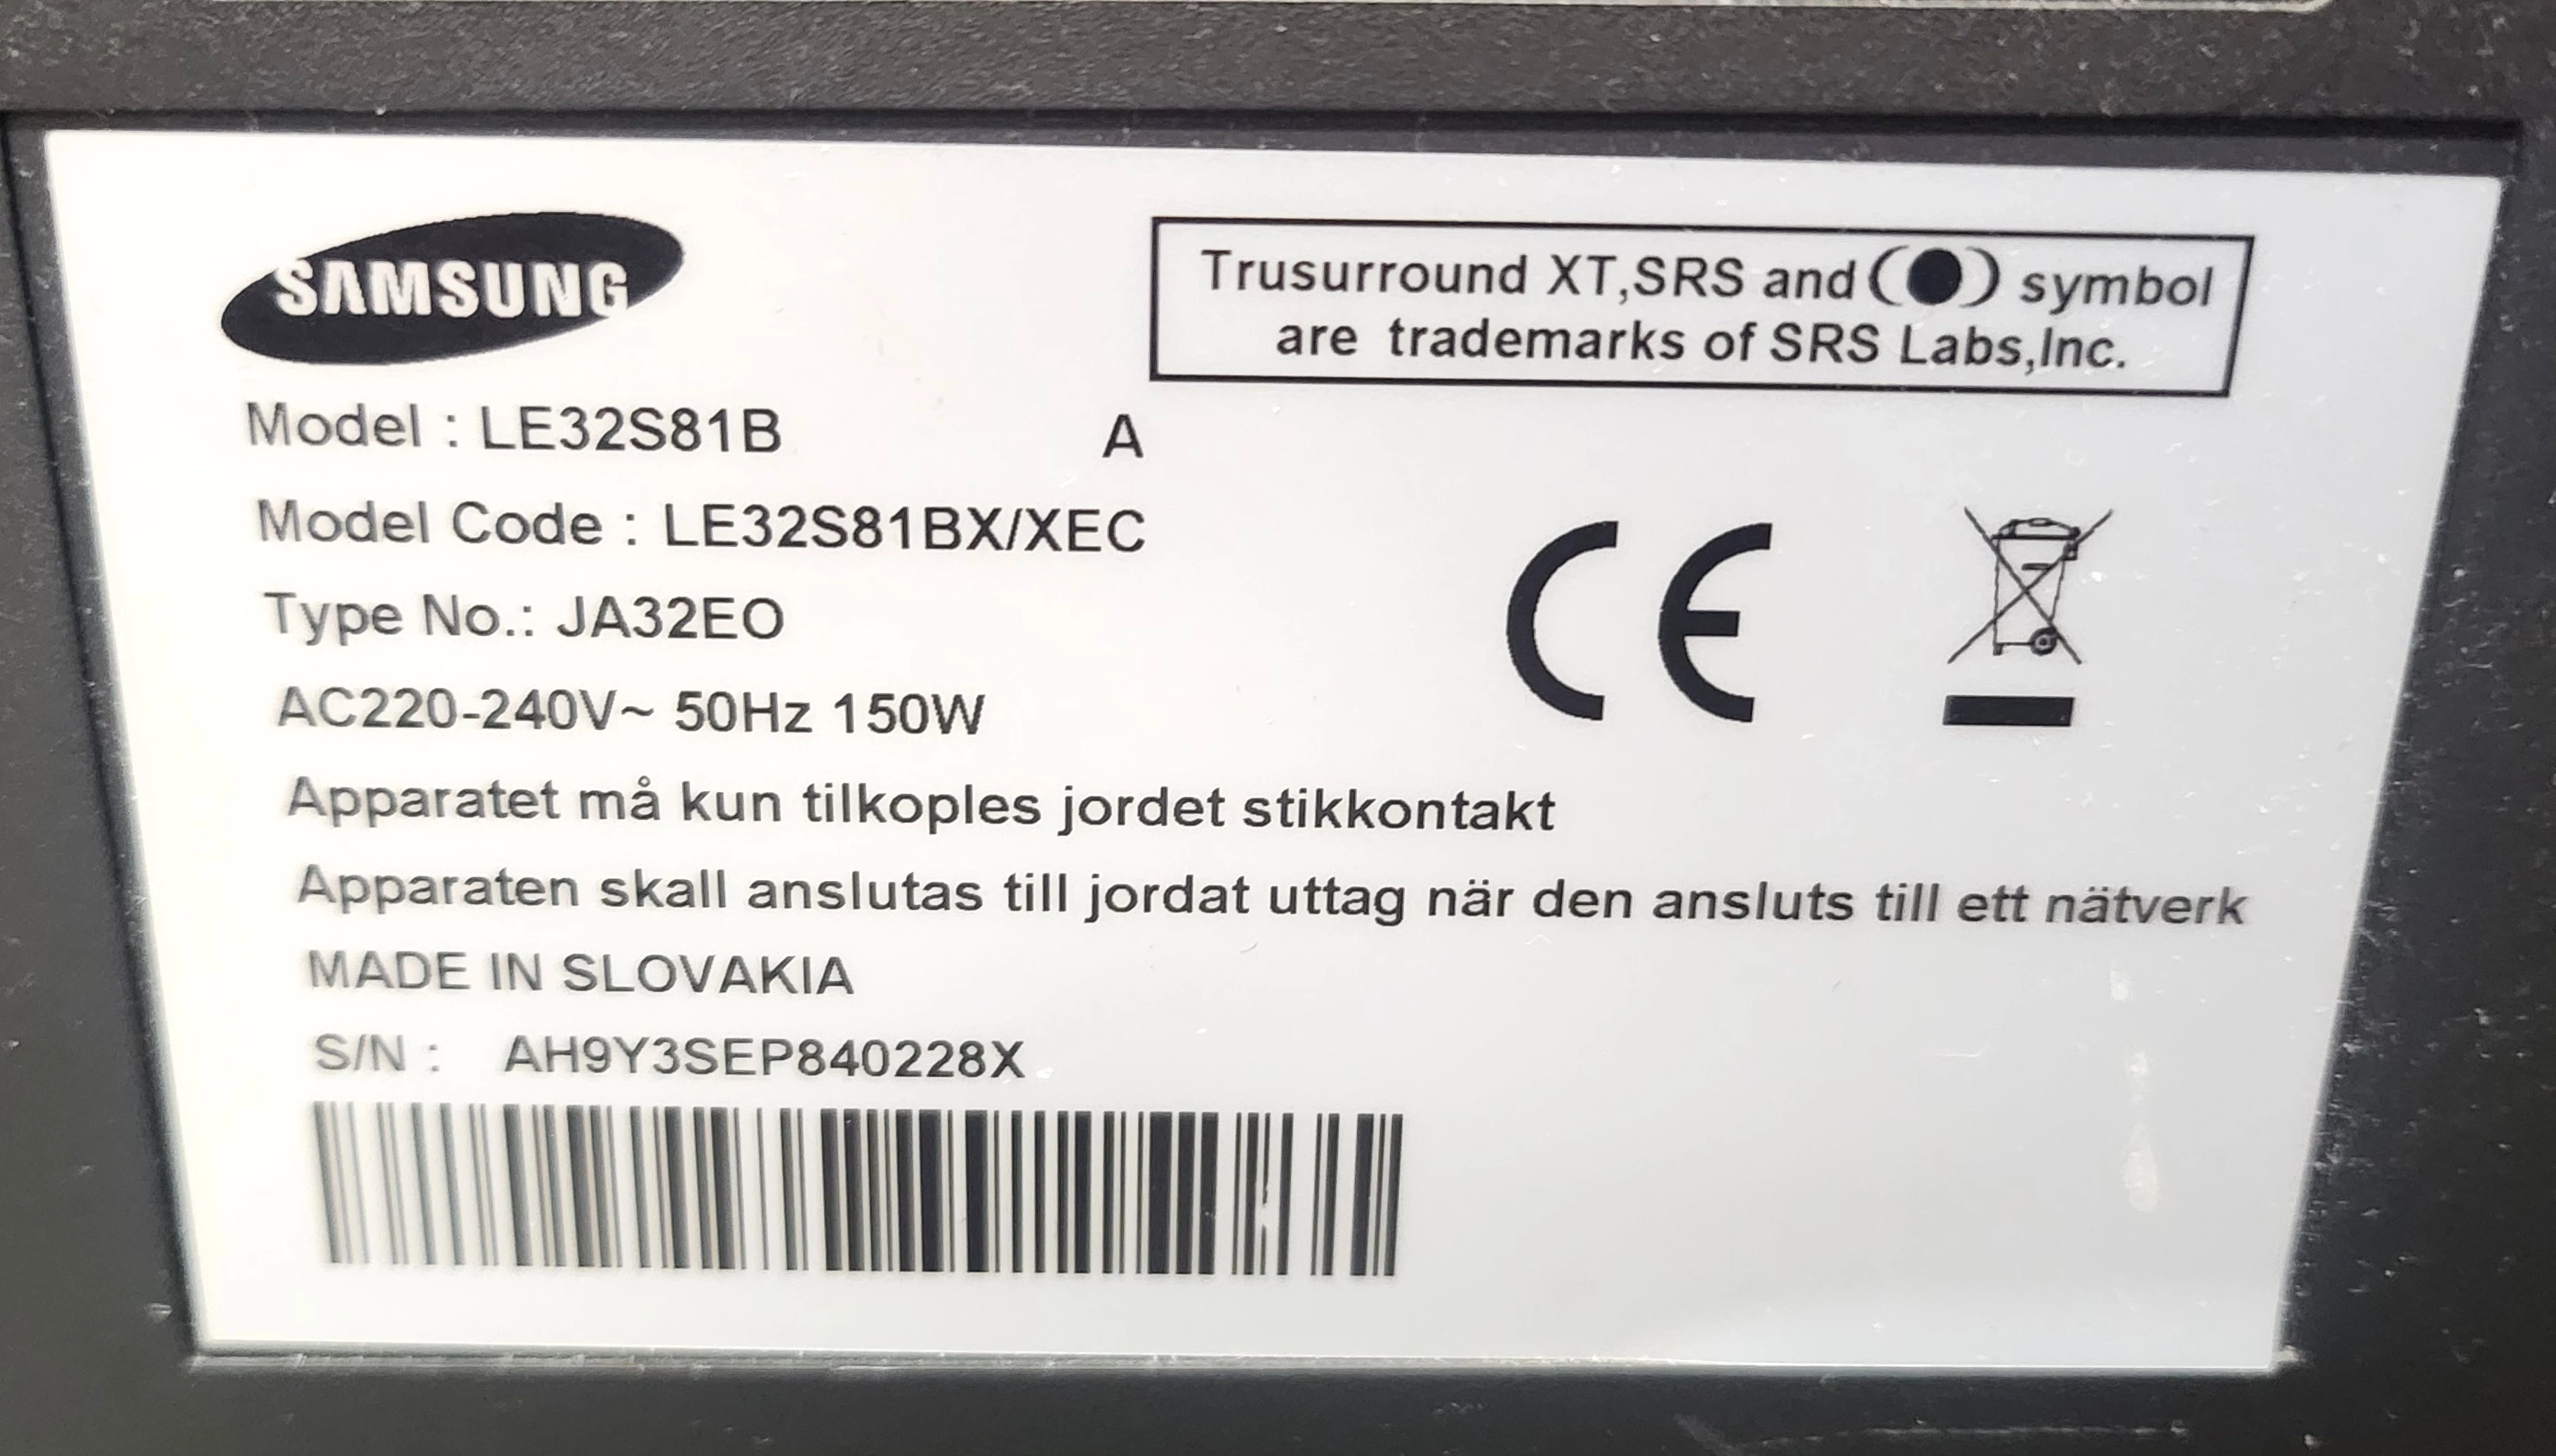 SAMSUNG
Trusurround XT,SRS and (●) symbol
are trademarks of SRS Labs,Inc.
Model : LE32S81B A
Model Code : LE32S81BX/XEC
Type No.: JA32EO
AC220-240V~ 50Hz 150W
CE
Apparatet må kun tilkoples jordet stikkontakt
Apparaten skall anslutas till jordat uttag när den ansluts till ett nätverk
MADE IN SLOVAKIA
S/N : AH9Y3SEP840228X